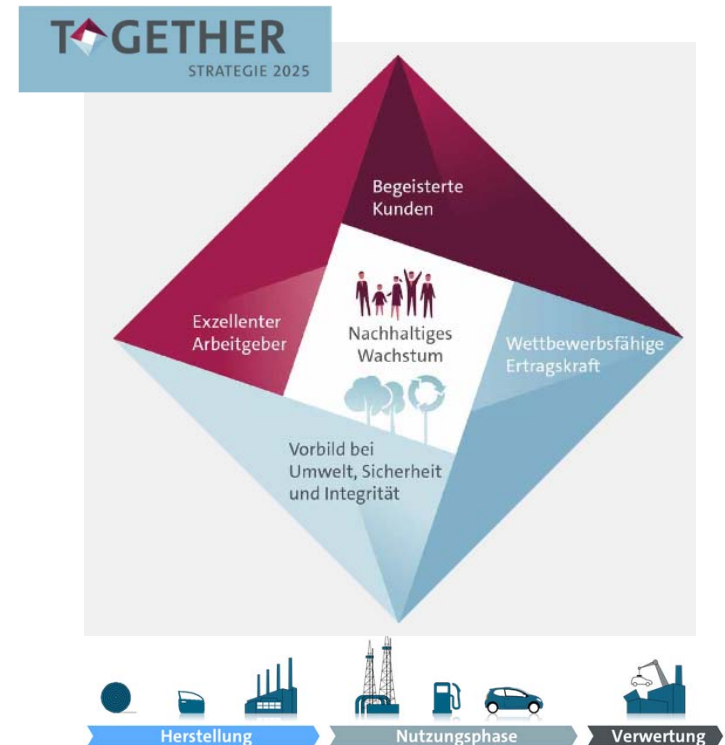 TOGETHER
STRATEGIE 2025
Begeisterte
Kunden
Exzellenter
Arbeitgeber
Nachhaltiges
Wachstum
Wettbewerbsfähige
Ertragskraft
Vorbild bei
Umwelt, Sicherheit
und Integrität
Herstellung
Nutzungsphase
Verwertung